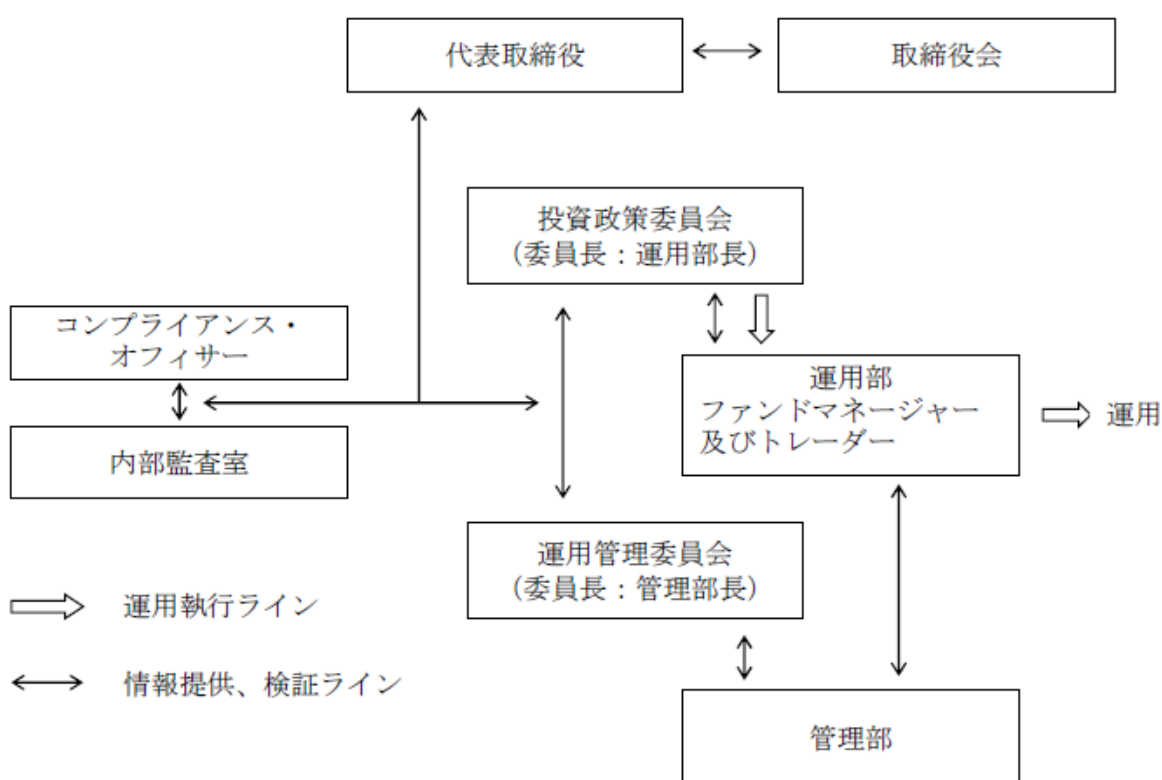 代表取締役
取締役会
投資政策委員会
（委員長：運用部長）
コンプライアンス・
オフィサー
運用部
ファンドマネージャー
及びトレーダー
運用
内部監査室
運用管理委員会
（委員長：管理部長）
運用執行ライン
情報提供、検証ライン
管理部